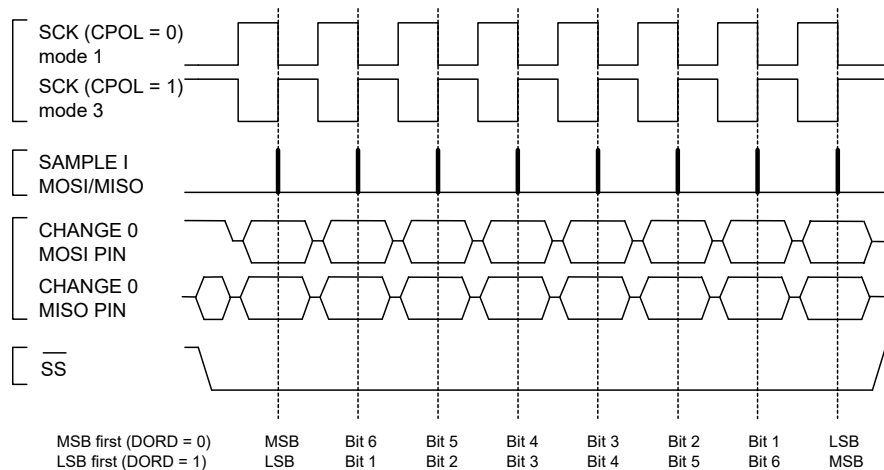 SCK (CPOL = 0)
mode 1
SCK (CPOL = 1)
mode 3
SAMPLE I
MOSI/MISO
CHANGE 0
MOSI PIN
CHANGE 0
MISO PIN
SS
MSB first (DORD = 0) MSB Bit 6 Bit 5 Bit 4 Bit 3 Bit 2 Bit 1 LSB
LSB first (DORD = 1) LSB Bit 1 Bit 2 Bit 3 Bit 4 Bit 5 Bit 6 MSB